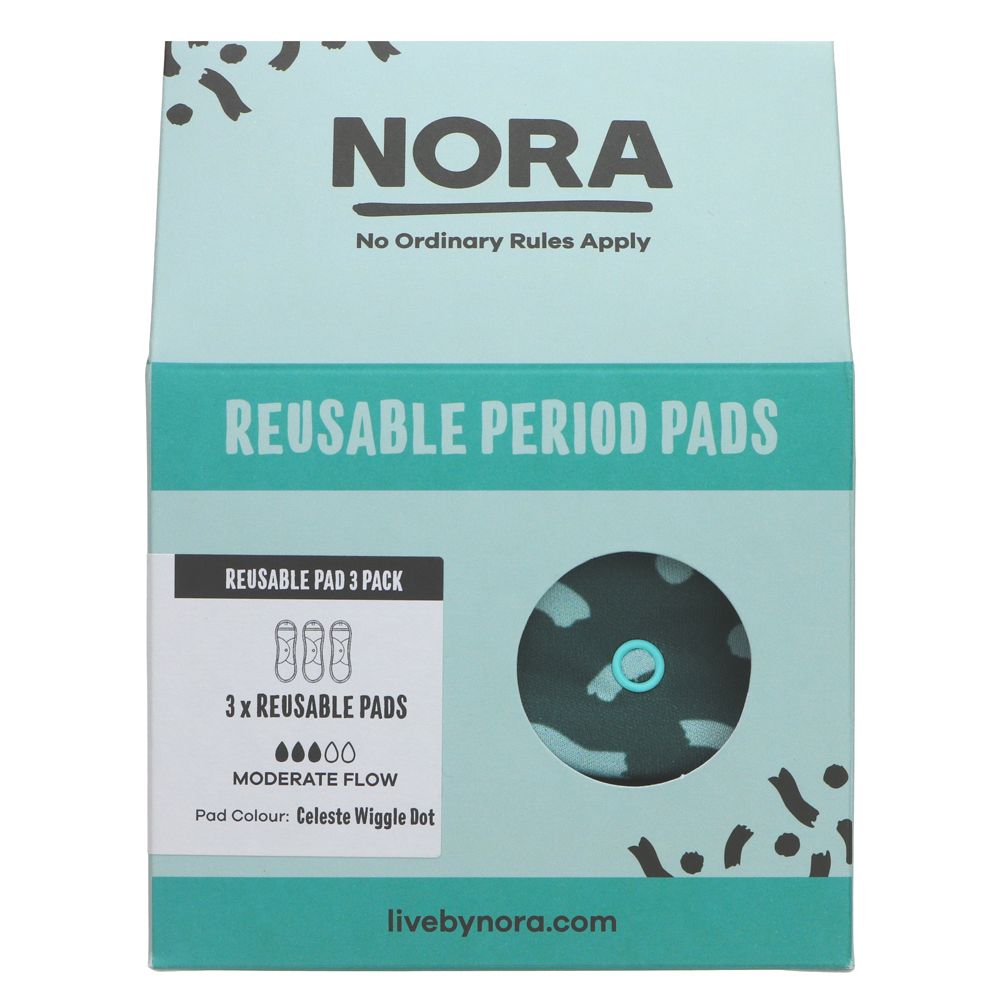 NORA
No Ordinary Rules Apply
REUSABLE PERIOD PADS
REUSABLE PAD 3 PACK
3 x REUSABLE PADS
MODERATE FLOW
Pad Colour: Celeste Wiggle Dot
livebynora.com